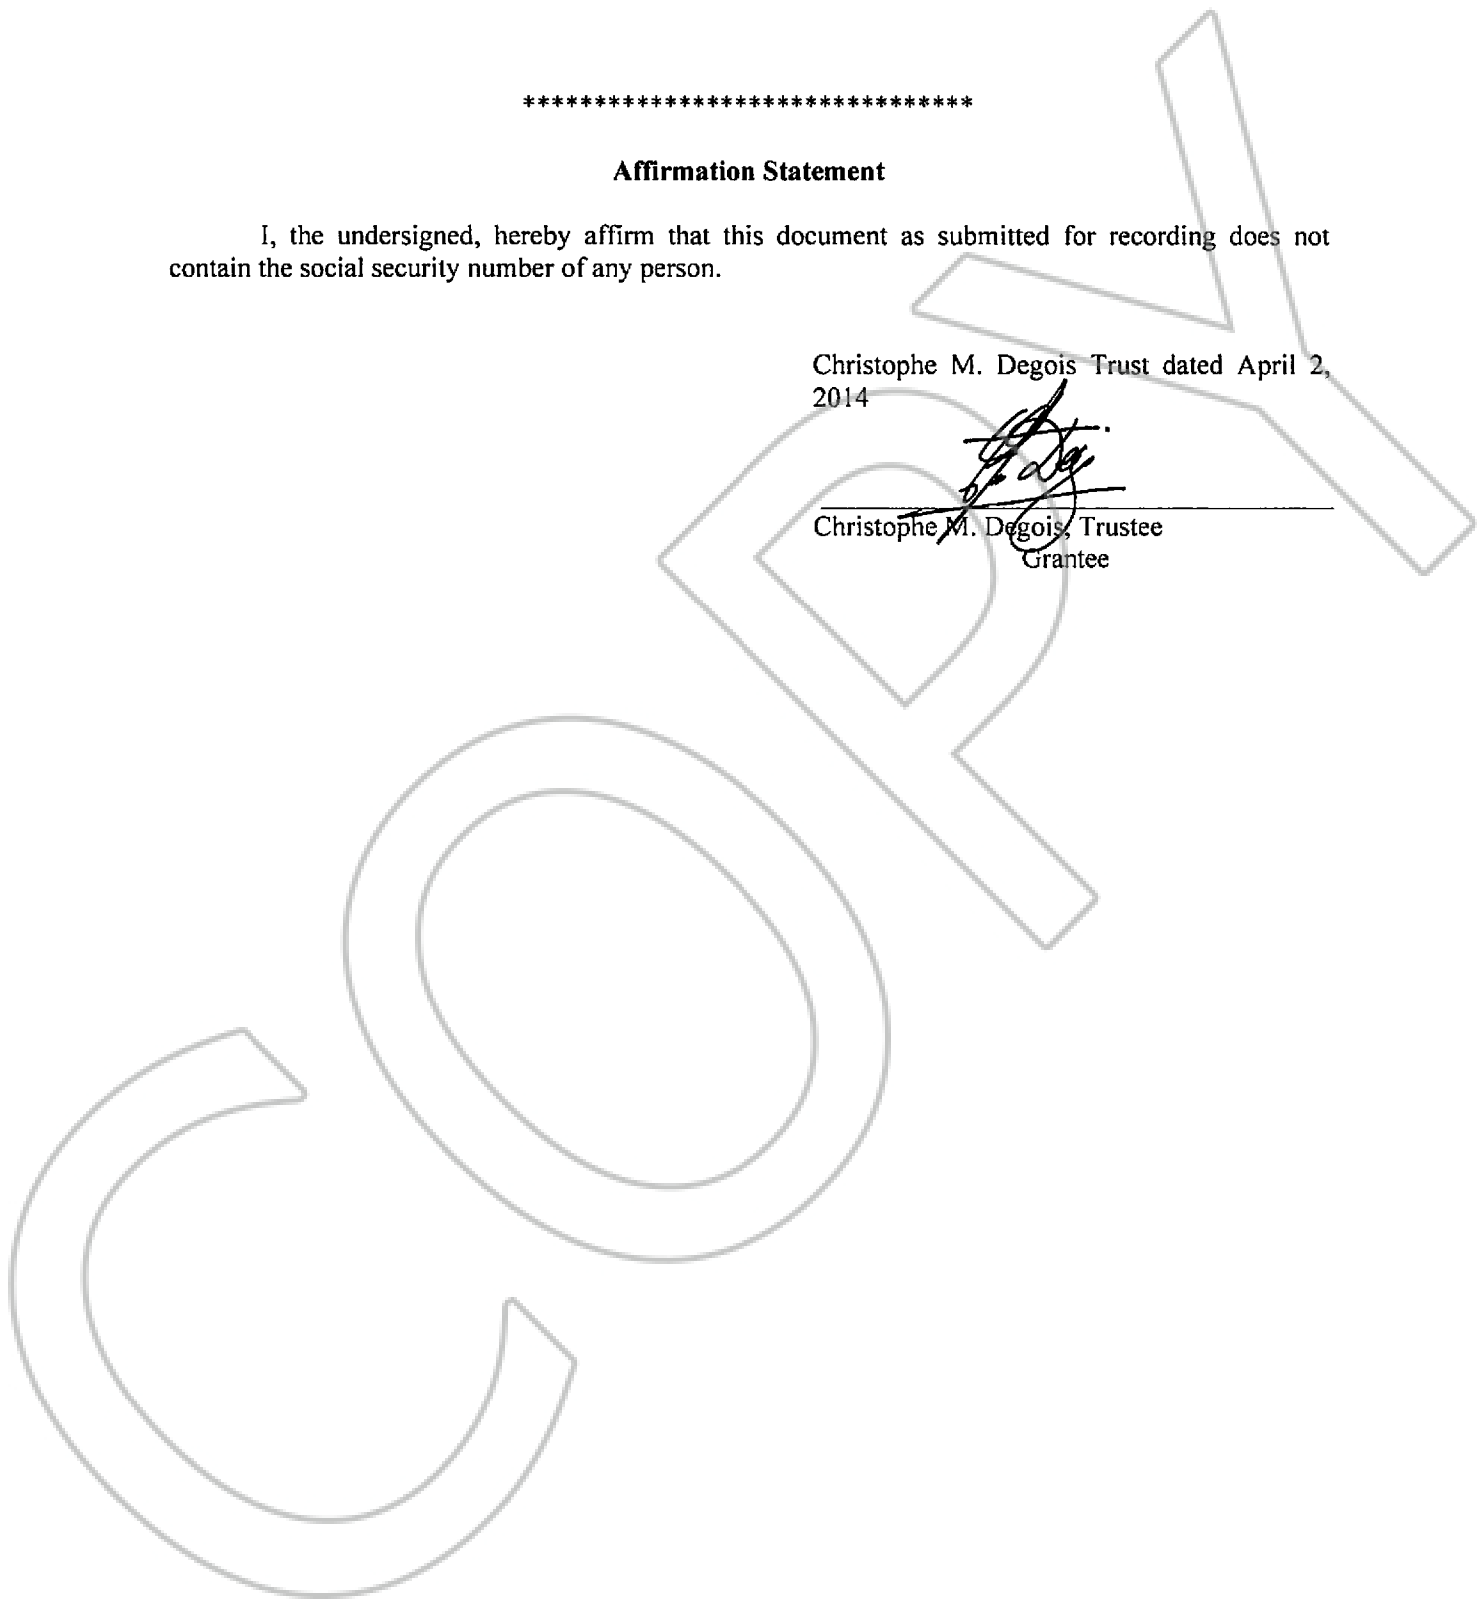 ********************************
Affirmation Statement
I, the undersigned, hereby affirm that this document as submitted for recording does not
contain the social security number of any person.
Christophe M. Degois Trust dated April 2,
2014
Christophe M. Degois, Trustee
Grantee
COPY